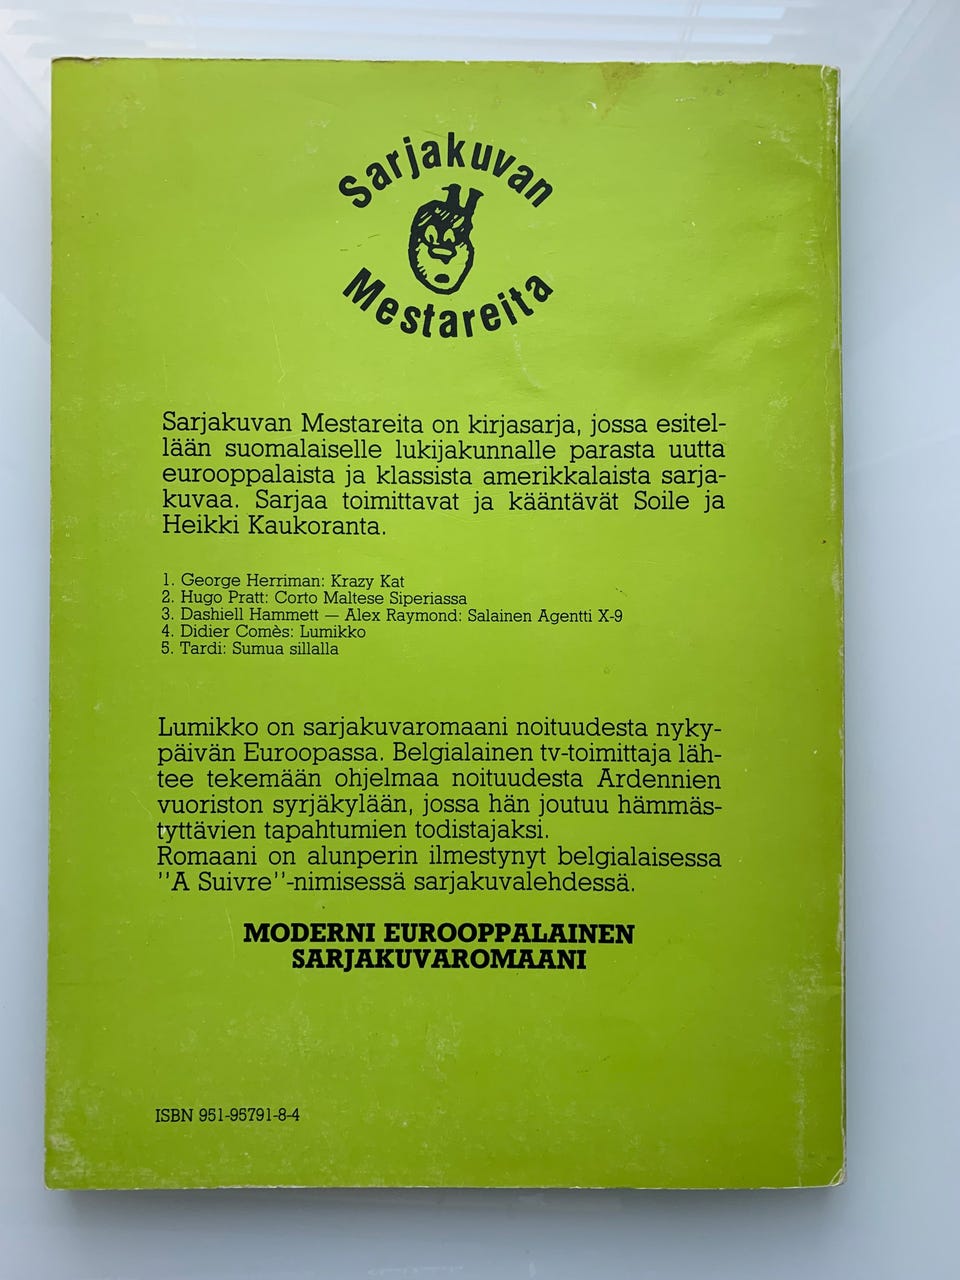 Sarjakuvan
Mestareita
Sarjakuvan Mestareita on kirjasarja, jossa esitel-
lään suomalaiselle lukijakunnalle parasta uutta
eurooppalaista ja klassista amerikkalaista sarja-
kuvaa. Sarjaa toimittavat ja kääntävät Soile ja
Heikki Kaukoranta.
1. George Herriman: Krazy Kat
2. Hugo Pratt: Corto Maltese Siperiassa
3. Dashiell Hammett — Alex Raymond: Salainen Agentti X-9
4. Didier Comès: Lumikko
5. Tardi: Sumua sillalla
Lumikko on sarjakuvaromaani noituudesta nyky-
päivän Euroopassa. Belgialainen tv-toimittaja läh-
tee tekemään ohjelmaa noituudesta Ardennien
vuoriston syrjäkylään, jossa hän joutuu hämmäs-
tyttävien tapahtumien todistajaksi.
Romaani on alunperin ilmestynyt belgialaisessa
''A Suivre''-nimisessä sarjakuvalehdessä.
MODERNI EUROOPPALAINEN
SARJAKUVAROMAANI
ISBN 951-95791-8-4